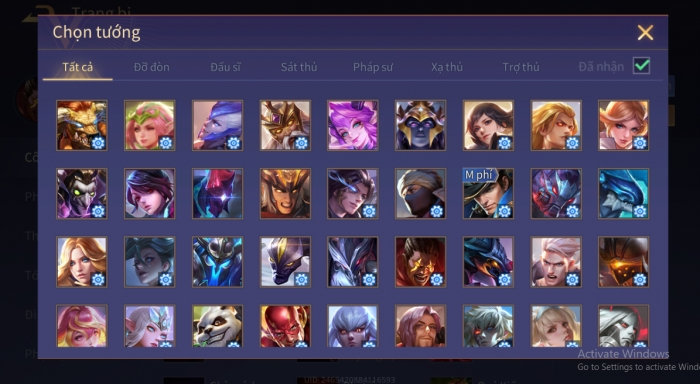 Trang bị
Chọn tướng
Tất cả
Đỡ đòn
Đấu sĩ
Sát thủ
Pháp sư
Xạ thủ
Trợ thủ
Đã nhận
M phí
Activate Windows
Go to Settings to activate Wind